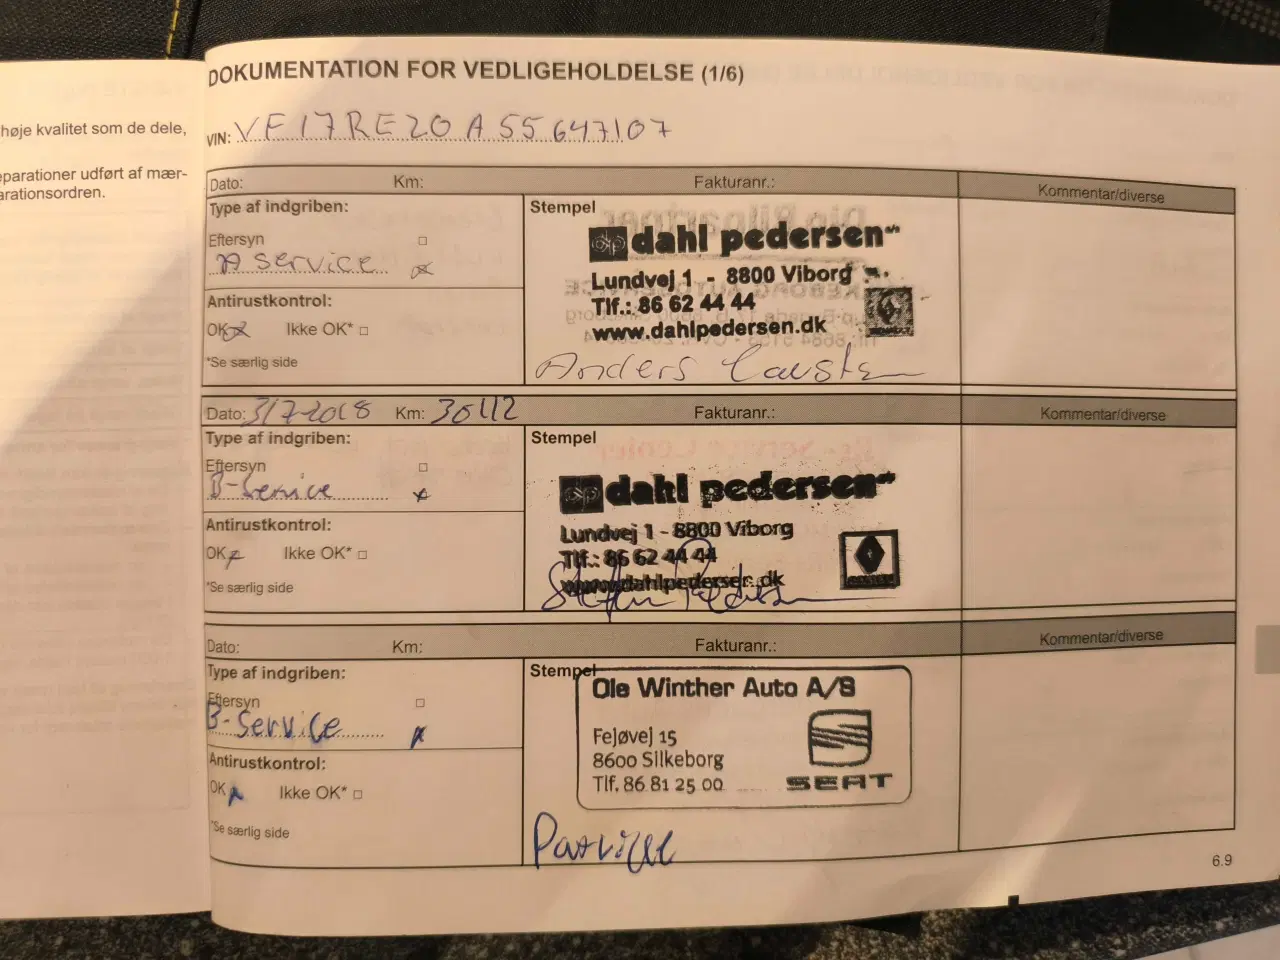 høje kvalitet som de dele,
eparationer udført af mær-
arationsordren.
DOKUMENTATION FOR VEDLIGEHOLDELSE (1/6)
VIN: VF17RE20A55647107
Dato: Km: Fakturanr.: Kommentar/diverse
Type af indgriben: Stempel
Eftersyn
A service
Antirustkontrol:
OK Ikke OK*
*Se særlig side
dahl pedersen
Lundvej 1 - 8800 Viborg
Tlf.: 86 62 44 44
www.dahlpedersen.dk
Anders
Dato: 3/7-2018 Km: 30112 Fakturanr.: Kommentar/diverse
Type af indgriben: Stempel
Eftersyn
B-Service
Antirustkontrol:
OK Ikke OK*
*Se særlig side
dahl pedersen
Lundvej 1 - 8800 Viborg
Tlf.: 86 62 44 44
www.dahlpedersen.dk
Dato: Km: Fakturanr.: Kommentar/diverse
Type af indgriben: Stempel
Eftersyn
B-Service
Antirustkontrol:
OK Ikke OK*
*Se særlig side
Ole Winther Auto A/S
Fejøvej 15
8600 Silkeborg
Tlf. 86 81 25 00
SEAT
6.9